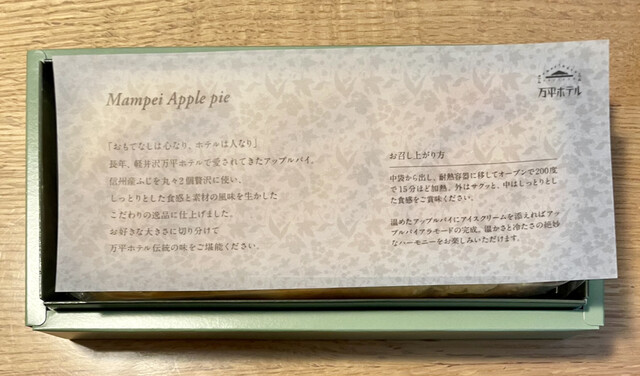 Mampei Apple pie
「おもてなしは心なり、ホテルは人なり」
長年、軽井沢万平ホテルで愛されてきたアップルパイ。
信州産ふじを丸々2個贅沢に使い、
しっとりとした食感と素材の風味を生かした
こだわりの逸品に仕上げました。
お好きな大きさに切り分けて
万平ホテル伝統の味をご堪能ください。
万平ホテル
お召し上がり方
中袋から出し、耐熱容器に移してオーブンで200度
で15分ほど加熱。外はサクッと、中はしっとりとし
た食感をご賞味ください。
温めたアップルパイにアイスクリームを添えればアッ
プルパイアラモードの完成。温かさと冷たさの絶妙
なハーモニーをお楽しみいただけます。